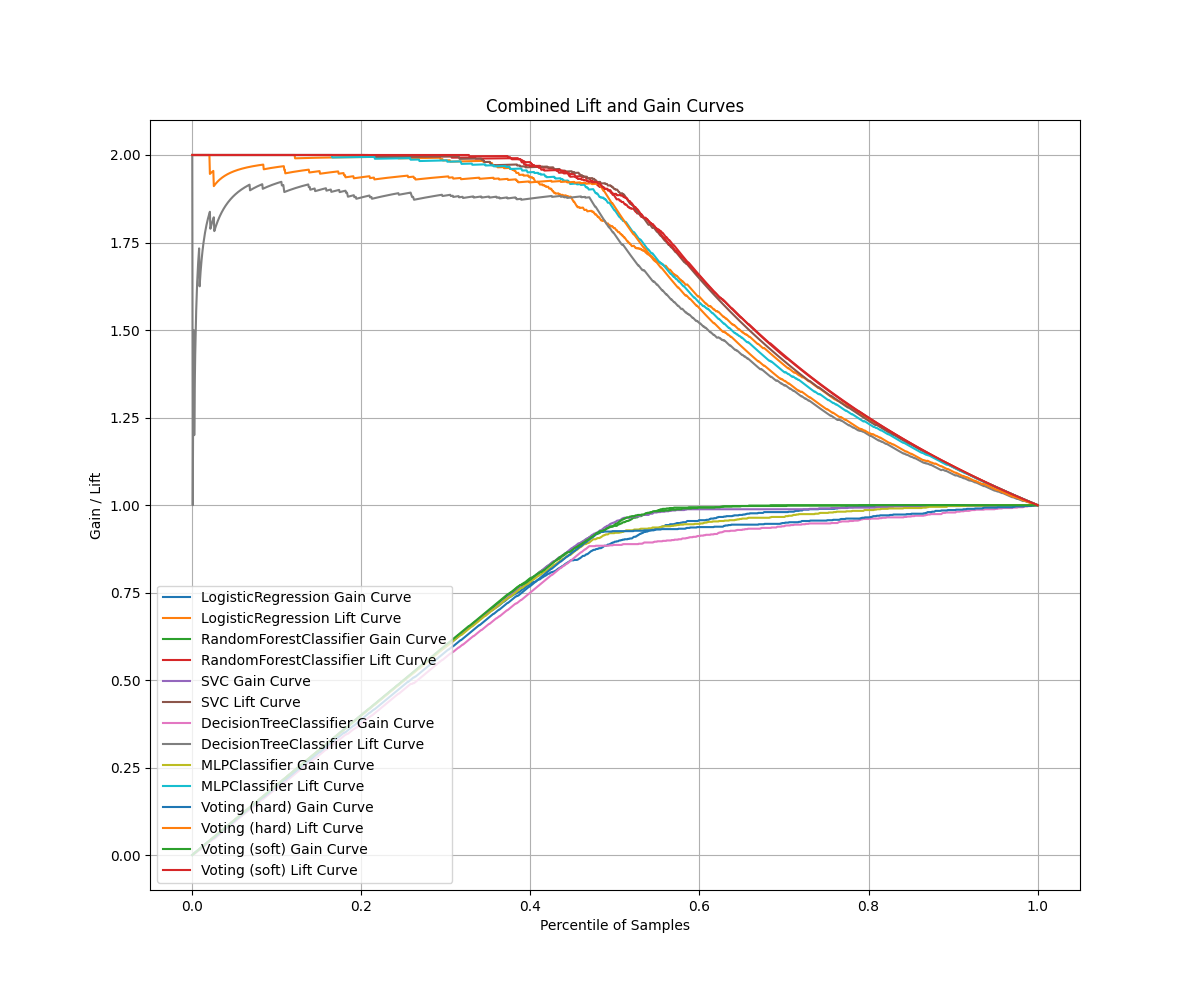 Combined Lift and Gain Curves
2.00
1.75
1.50
1.25
1.00
0.75
0.50
0.25
0.00
Gain / Lift
LogisticRegression Gain Curve
LogisticRegression Lift Curve
RandomForestClassifier Gain Curve
RandomForestClassifier Lift Curve
SVC Gain Curve
SVC Lift Curve
DecisionTreeClassifier Gain Curve
DecisionTreeClassifier Lift Curve
MLPClassifier Gain Curve
MLPClassifier Lift Curve
Voting (hard) Gain Curve
Voting (hard) Lift Curve
Voting (soft) Gain Curve
Voting (soft) Lift Curve
0.0 0.2 0.4 0.6 0.8 1.0
Percentile of Samples